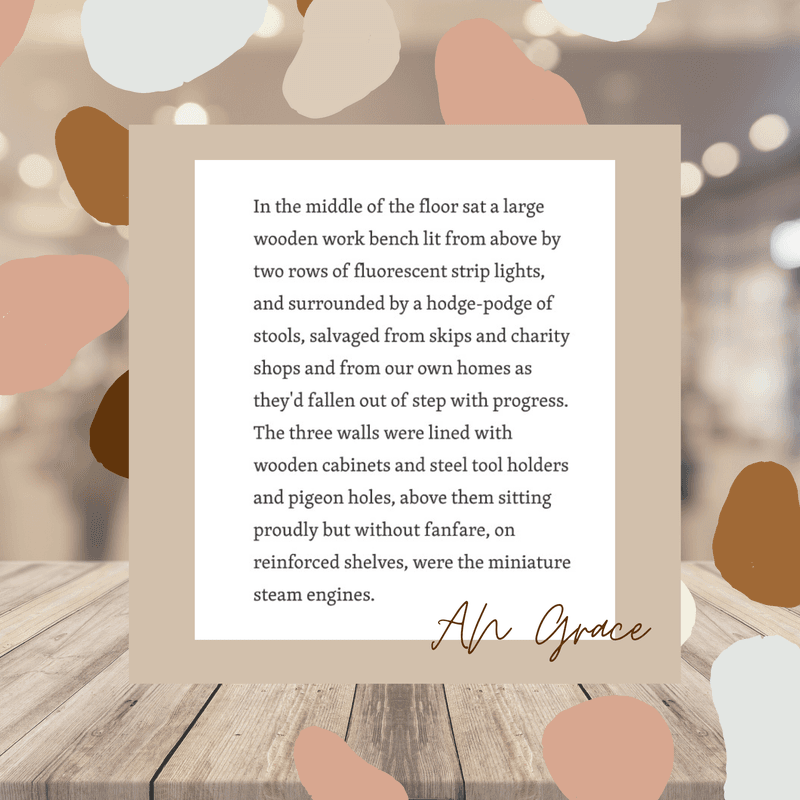 In the middle of the floor sat a large
wooden work bench lit from above by
two rows of fluorescent strip lights,
and surrounded by a hodge-podge of
stools, salvaged from skips and charity
shops and from our own homes as
they'd fallen out of step with progress.
The three walls were lined with
wooden cabinets and steel tool holders
and pigeon holes, above them sitting
proudly but without fanfare, on
reinforced shelves, were the miniature
steam engines.
AN Grace